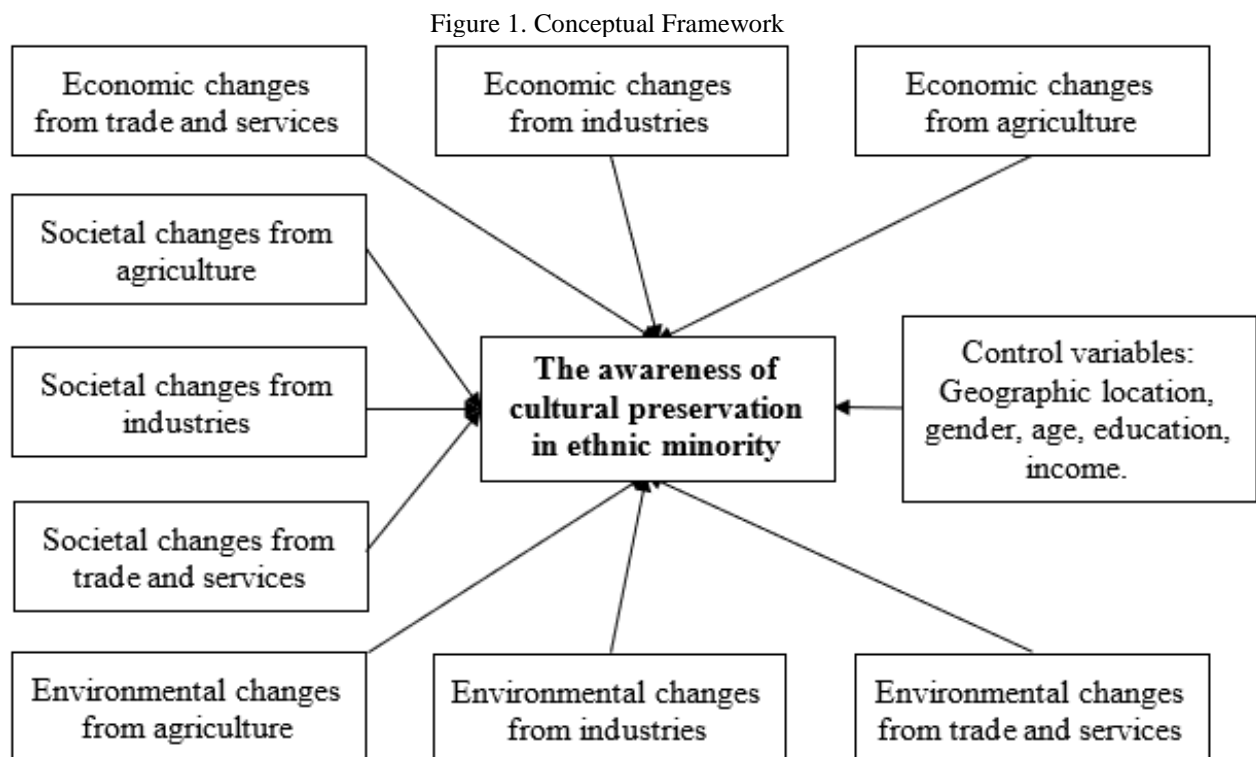 Figure 1. Conceptual Framework
Economic changes
from trade and services
Economic changes
from industries
Economic changes
from agriculture
Societal changes from
agriculture
Societal changes from
industries
Societal changes from
trade and services
The awareness of
cultural preservation
in ethnic minority
Control variables:
Geographic location,
gender, age, education,
income.
Environmental changes
from agriculture
Environmental changes
from industries
Environmental changes
from trade and services